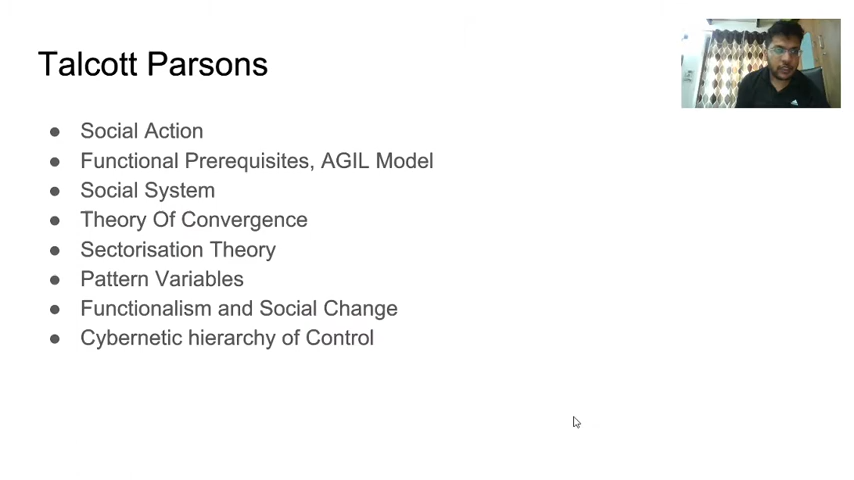 Talcott Parsons
● Social Action
● Functional Prerequisites, AGIL Model
● Social System
● Theory Of Convergence
● Sectorisation Theory
● Pattern Variables
● Functionalism and Social Change
● Cybernetic hierarchy of Control